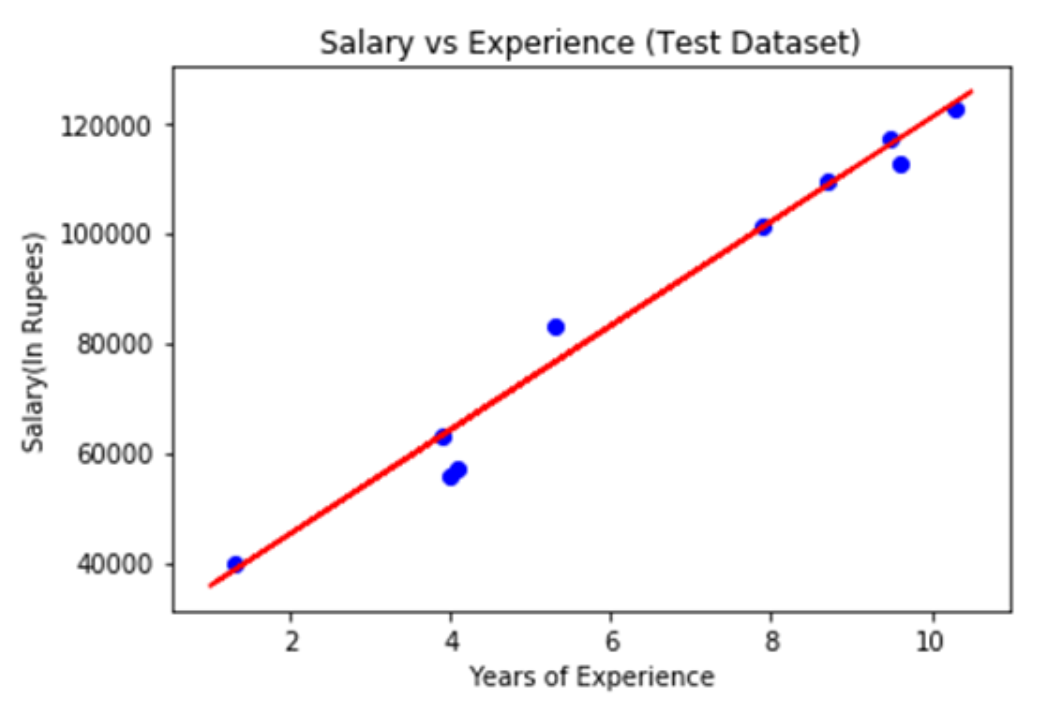 Salary vs Experience (Test Dataset)
120000
100000
80000
60000
40000
Salary(In Rupees)
2 4 6 8 10
Years of Experience